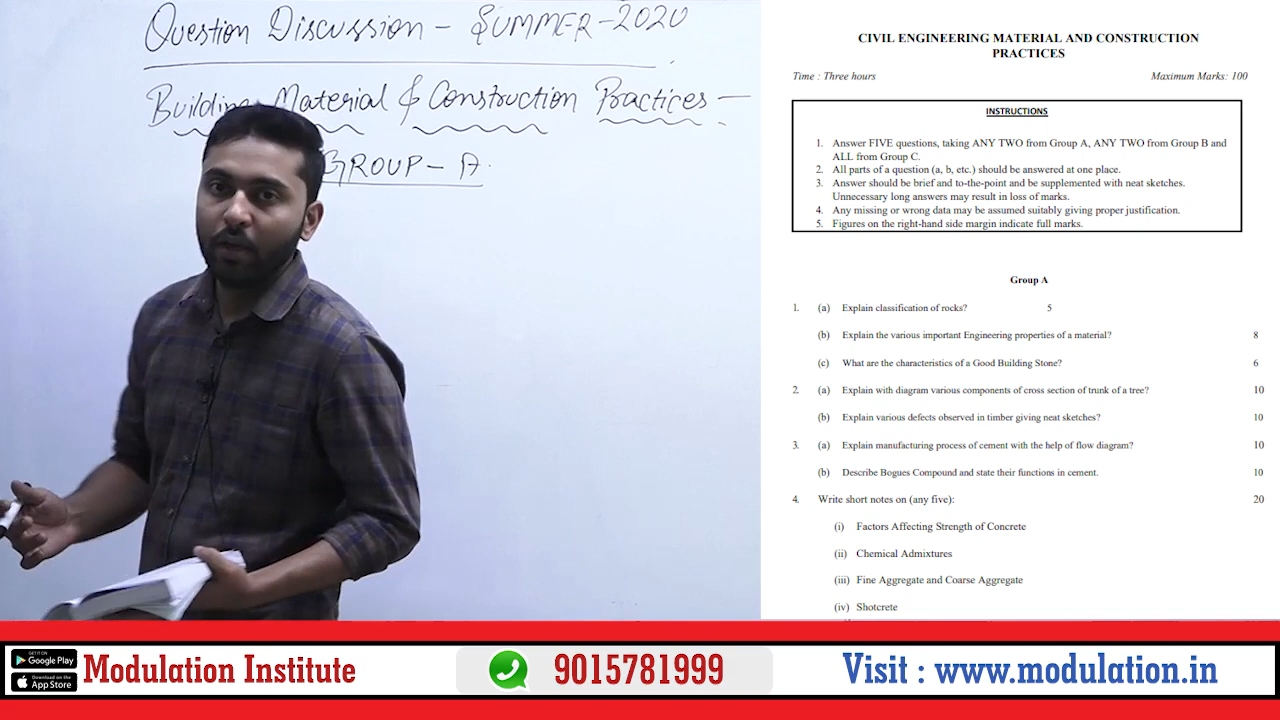 Question Discussion - SUMMER-2020
Building Material & Construction Practices -
GROUP - A.
CIVIL ENGINEERING MATERIAL AND CONSTRUCTION
PRACTICES
Time : Three hours Maximum Marks: 100
INSTRUCTIONS
1. Answer FIVE questions, taking ANY TWO from Group A, ANY TWO from Group B and
ALL from Group C.
2. All parts of a question (a, b, etc.) should be answered at one place.
3. Answer should be brief and to-the-point and be supplemented with neat sketches.
Unnecessary long answers may result in loss of marks.
4. Any missing or wrong data may be assumed suitably giving proper justification.
5. Figures on the right-hand side margin indicate full marks.
Group A
1. (a) Explain classification of rocks? 5
(b) Explain the various important Engineering properties of a material? 8
(c) What are the characteristics of a Good Building Stone? 6
2. (a) Explain with diagram various components of cross section of trunk of a tree? 10
(b) Explain various defects observed in timber giving neat sketches? 10
3. (a) Explain manufacturing process of cement with the help of flow diagram? 10
(b) Describe Bogues Compound and state their functions in cement. 10
4. Write short notes on (any five): 20
(i) Factors Affecting Strength of Concrete
(ii) Chemical Admixtures
(iii) Fine Aggregate and Coarse Aggregate
(iv) Shotcrete
GET IT ON
Google Play
Download on the
App Store
Modulation Institute
9015781999
Visit : www.modulation.in